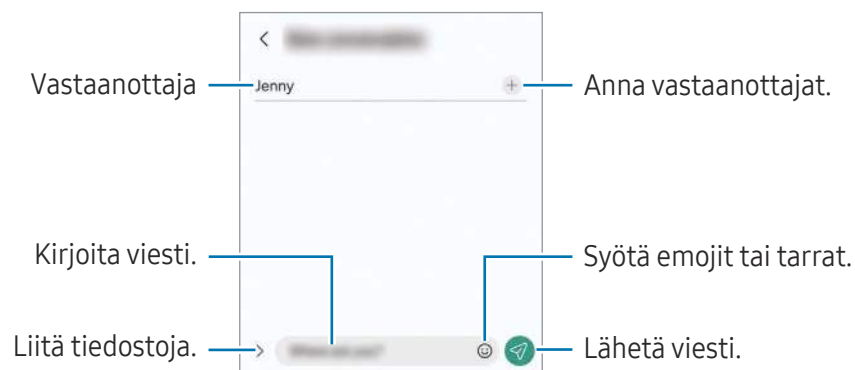 Vastaanottaja
Jenny
Anna vastaanottajat.
Kirjoita viesti.
Syötä emojit tai tarrat.
Liitä tiedostoja.
Lähetä viesti.